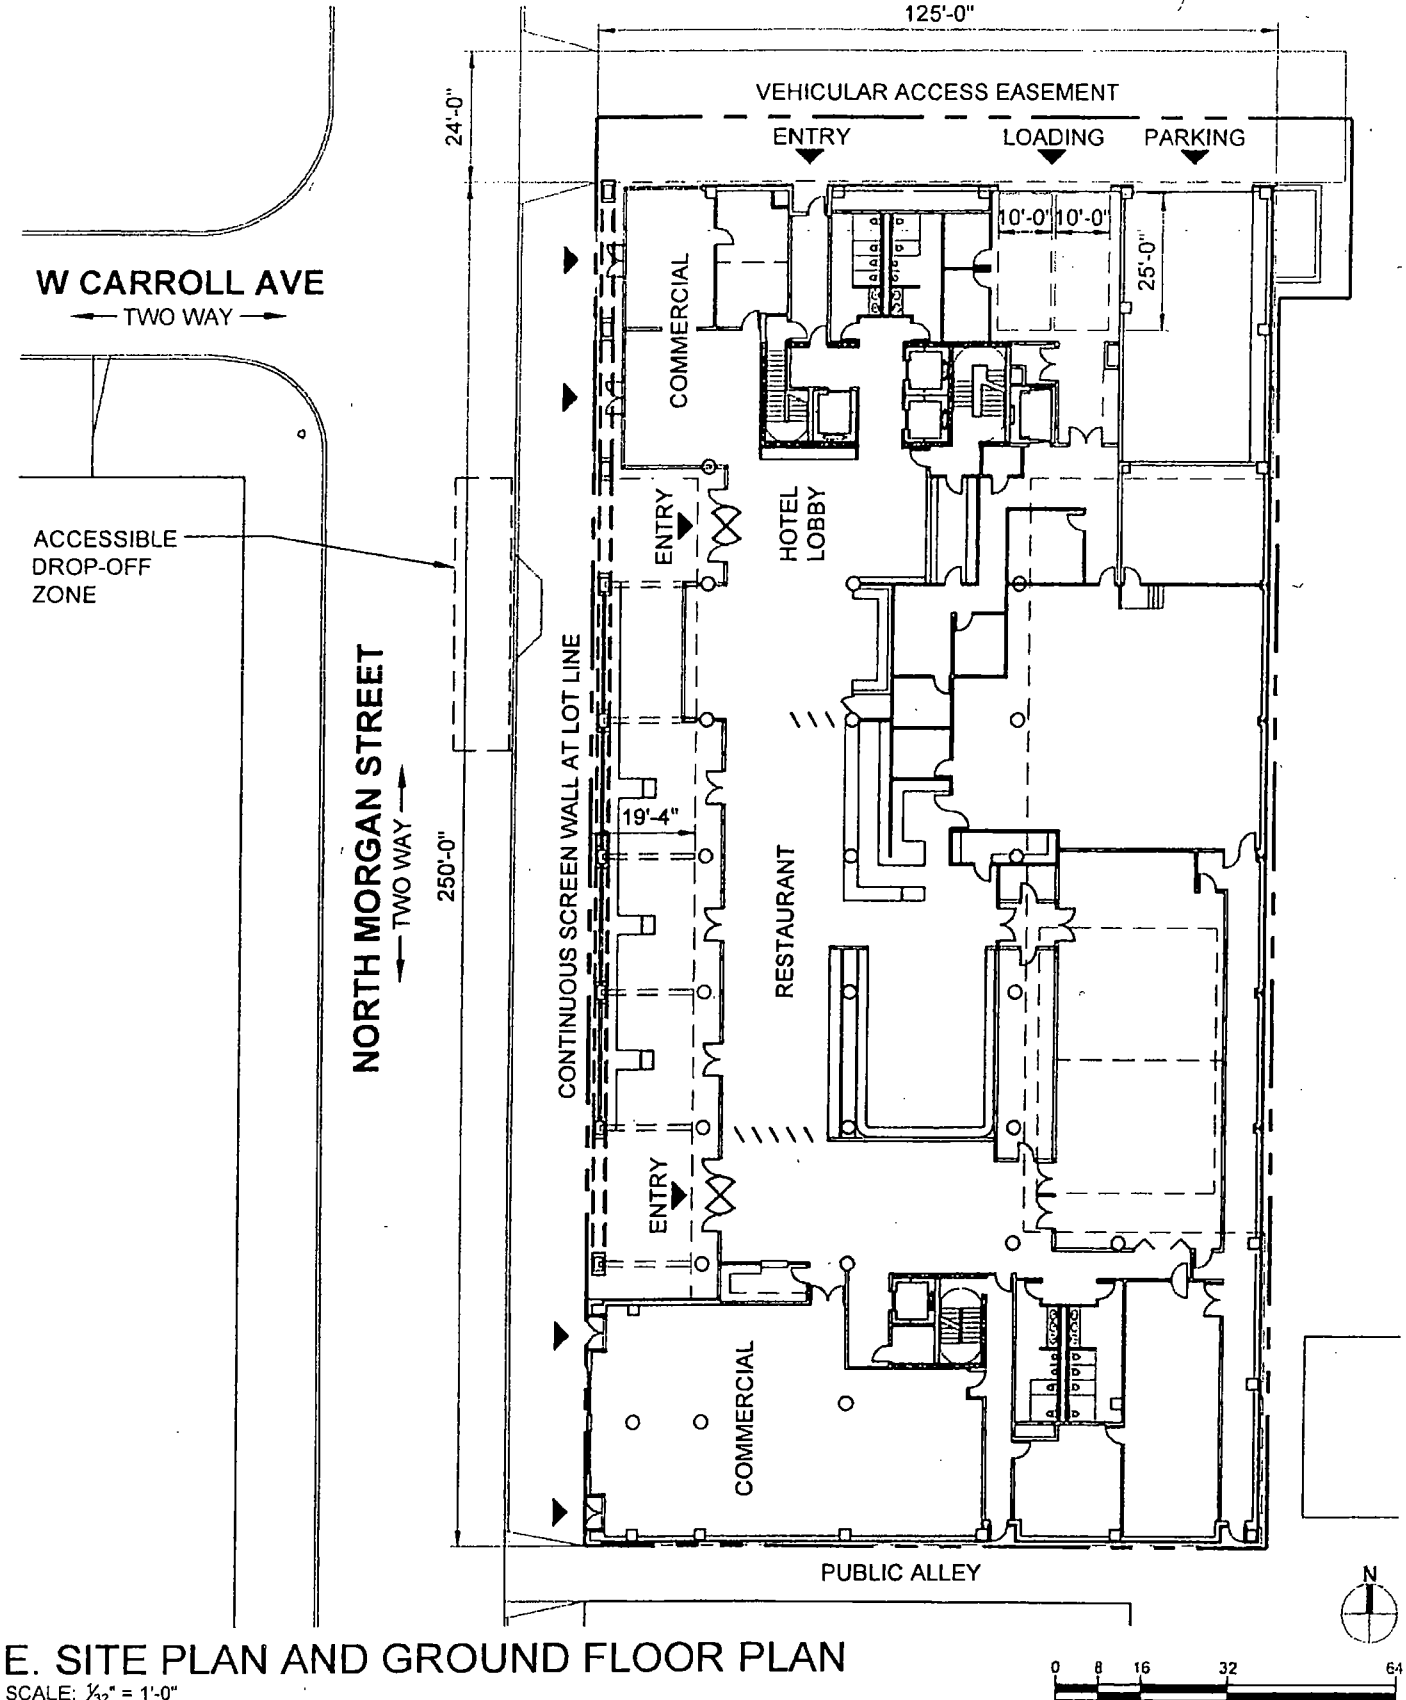 125'-0"
VEHICULAR ACCESS EASEMENT
24'-0"
ENTRY
LOADING
PARKING
10'-0"
10'-0"
25'-0"
W CARROLL AVE
TWO WAY
COMMERCIAL
ENTRY
HOTEL
LOBBY
ACCESSIBLE
DROP-OFF
ZONE
NORTH MORGAN STREET
TWO WAY
250'-0"
CONTINUOUS SCREEN WALL AT LOT LINE
19'-4"
RESTAURANT
ENTRY
COMMERCIAL
PUBLIC ALLEY
N
E. SITE PLAN AND GROUND FLOOR PLAN
SCALE: 1/32" = 1'-0"
0 8 16 32 64